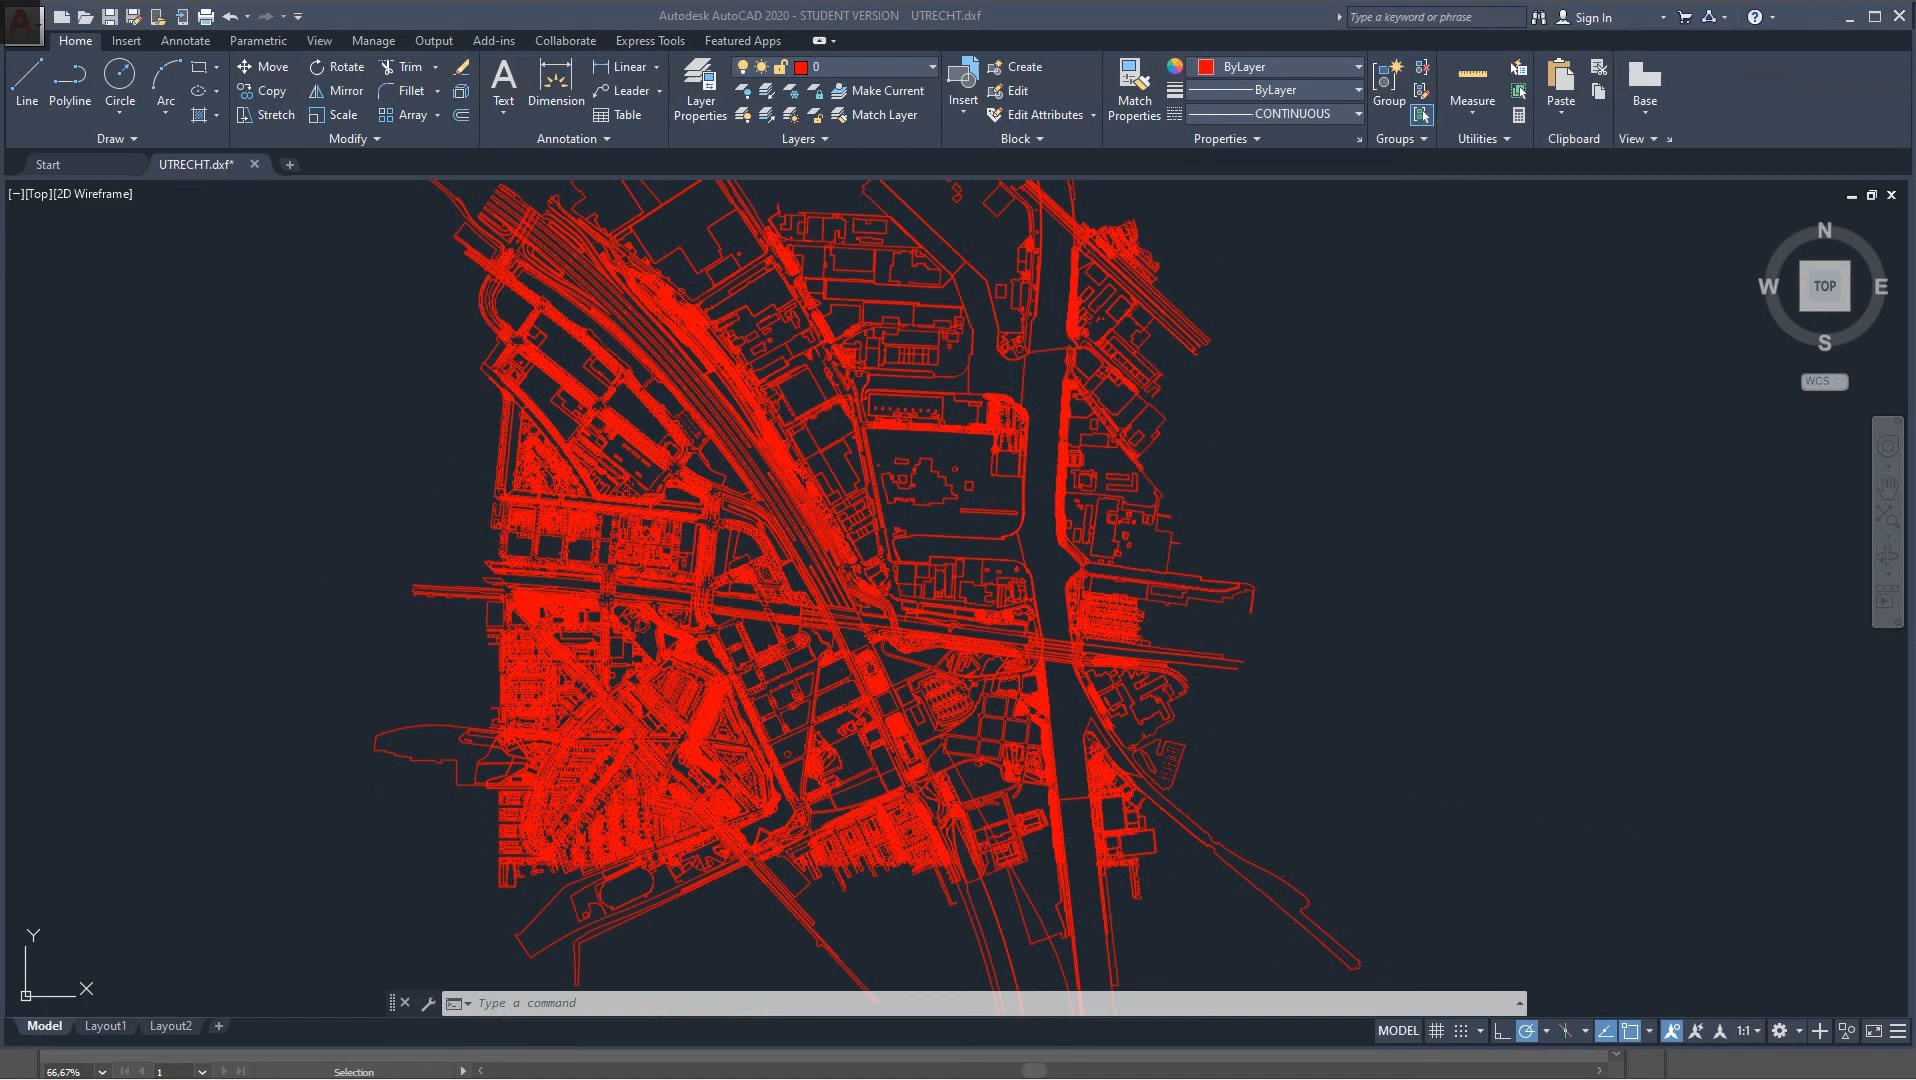 Autodesk AutoCAD 2020 - STUDENT VERSION UTRECHT.dxf
Type a keyword or phrase
Sign In
Home Insert Annotate Parametric View Manage Output Add-ins Collaborate Express Tools Featured Apps
Line Polyline Circle Arc
Draw
Move Rotate Trim
Copy Mirror Fillet
Stretch Scale Array
Modify
Text Dimension
Linear
Leader
Table
Annotation
Layer Properties
0
Make Current
Match Layer
Layers
Insert
Create
Edit
Edit Attributes
Block
Match Properties
ByLayer
ByLayer
CONTINUOUS
Properties
Group
Groups
Measure
Utilities
Paste
Clipboard
Base
View
Start UTRECHT.dxf*
[−][Top][2D Wireframe]
N
W TOP E
S
WCS
Y
X
Type a command
Model Layout1 Layout2
MODEL 1:1
66,67% 1 Selection